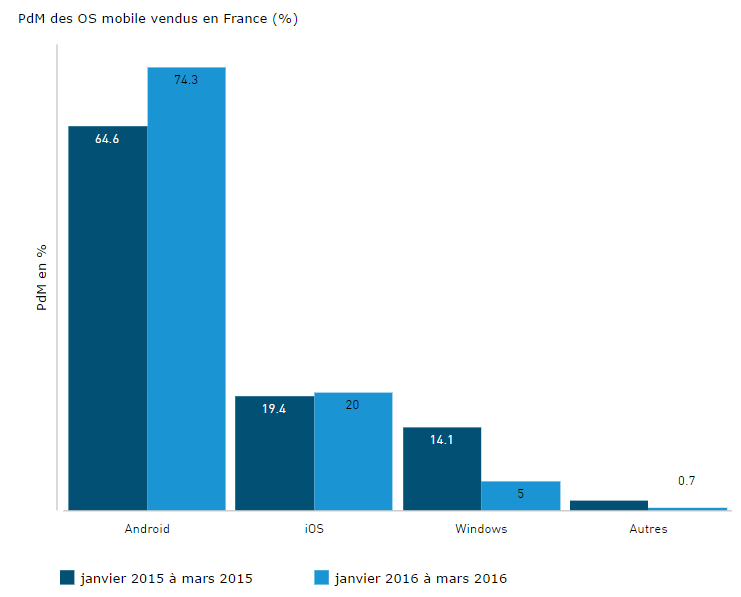 PdM des OS mobile vendus en France (%)
74.3
64.6
PdM en %
19.4
20
14.1
5
0.7
Android
iOS
Windows
Autres
janvier 2015 à mars 2015
janvier 2016 à mars 2016